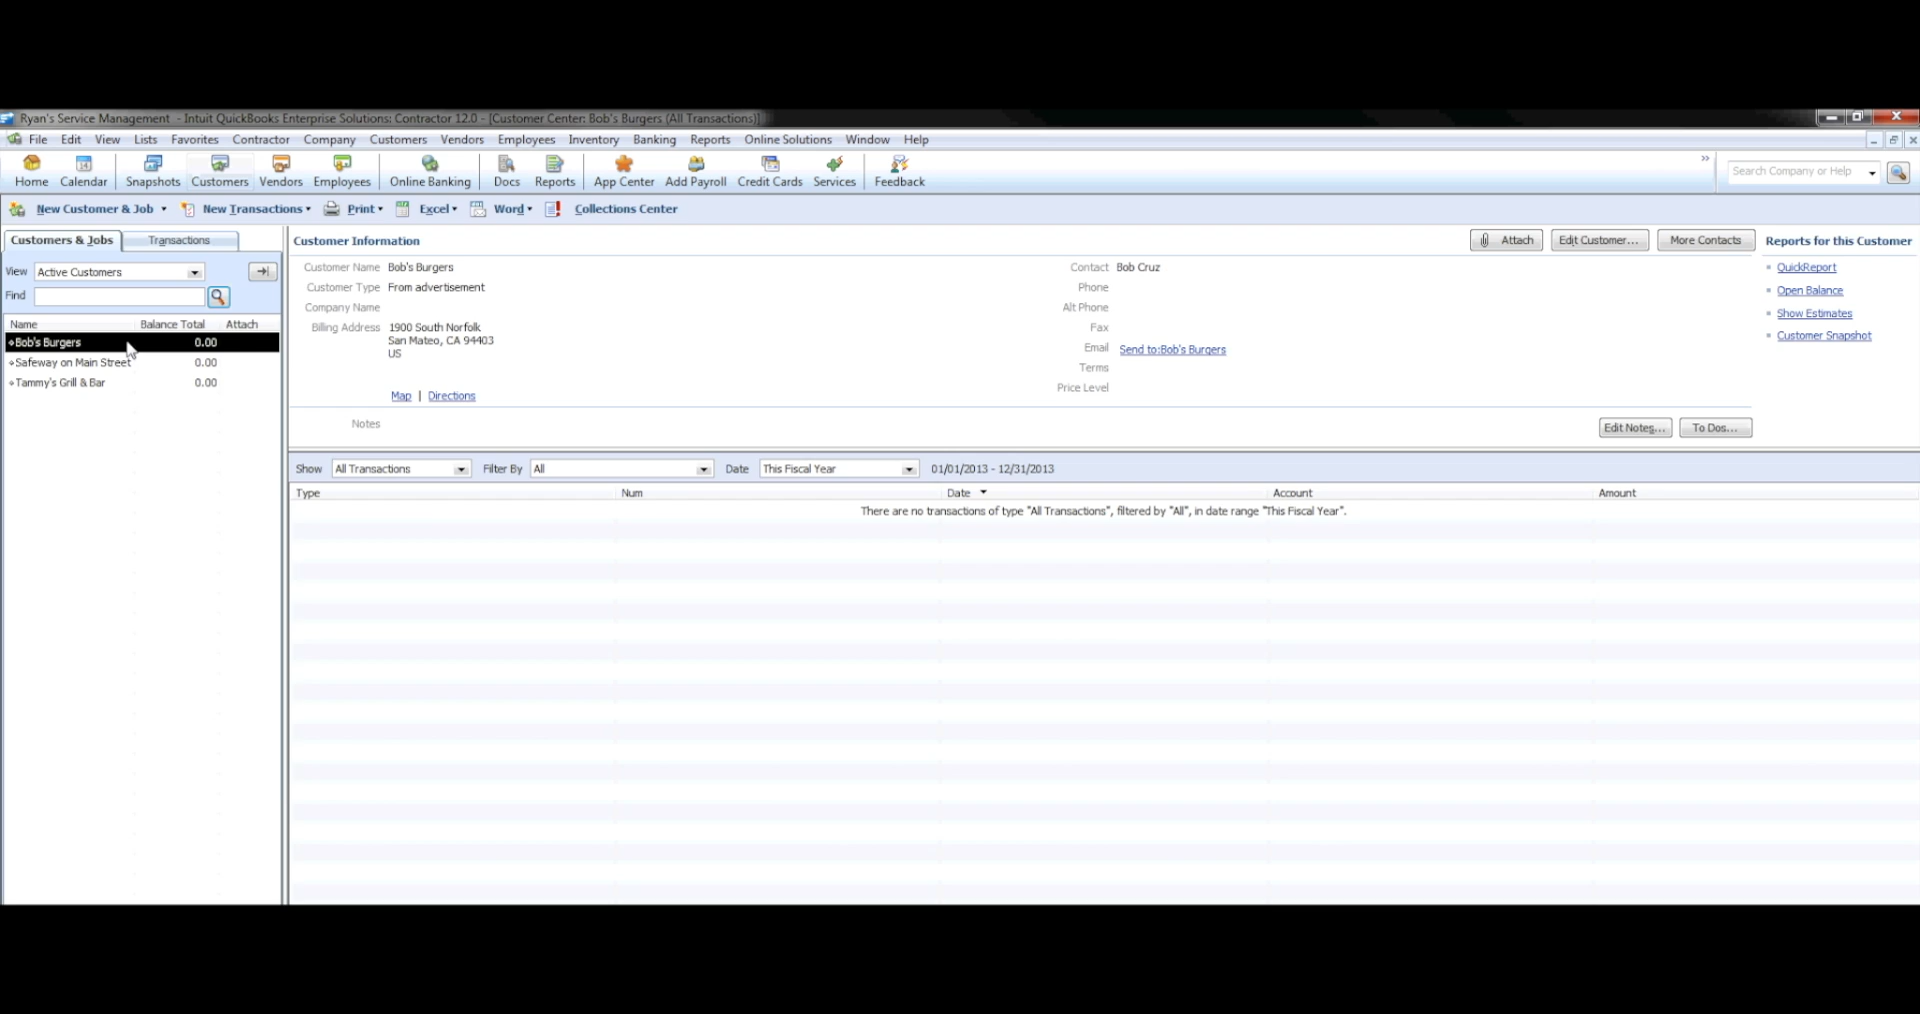 Ryan's Service Management - Intuit QuickBooks Enterprise Solutions: Contractor 12.0 - [Customer Center: Bob's Burgers (All Transactions)]
File Edit View Lists Favorites Contractor Company Customers Vendors Employees Inventory Banking Reports Online Solutions Window Help
Home Calendar Snapshots Customers Vendors Employees Online Banking Docs Reports App Center Add Payroll Credit Cards Services Feedback
Search Company or Help
New Customer & Job New Transactions Print Excel Word Collections Center
Customers & Jobs Transactions
View Active Customers
Find
Name Balance Total Attach
Bob's Burgers 0.00
Safeway on Main Street 0.00
Tammy's Grill & Bar 0.00
Customer Information
Attach Edit Customer... More Contacts
Customer Name Bob's Burgers
Customer Type From advertisement
Company Name
Billing Address 1900 South Norfolk
San Mateo, CA 94403
US
Map | Directions
Contact Bob Cruz
Phone
Alt Phone
Fax
Email Send to:Bob's Burgers
Terms
Price Level
Notes
Edit Notes... To Dos...
Reports for this Customer
QuickReport
Open Balance
Show Estimates
Customer Snapshot
Show All Transactions Filter By All Date This Fiscal Year 01/01/2013 - 12/31/2013
Type Num Date Account Amount
There are no transactions of type "All Transactions", filtered by "All", in date range "This Fiscal Year".